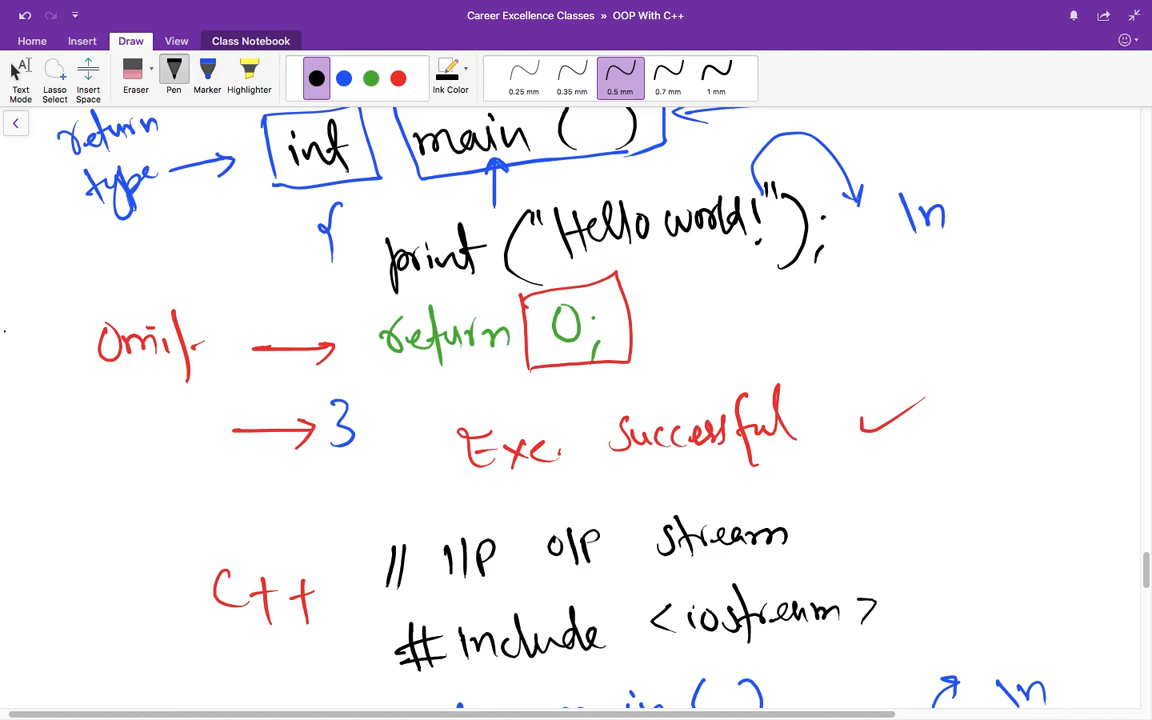 Career Excellence Classes » OOP With C++
Home Insert Draw View Class Notebook
Text Mode Lasso Select Insert Space Eraser Pen Marker Highlighter Ink Color 0.25 mm 0.35 mm 0.5 mm 0.7 mm 1 mm
return type → int main ( )
{
print ("Hello world!"); \n
→ return 0;
→ }
Exe. Successful ✓
// I/P O/P stream
C++
# include <iostream>
main ( ) \n